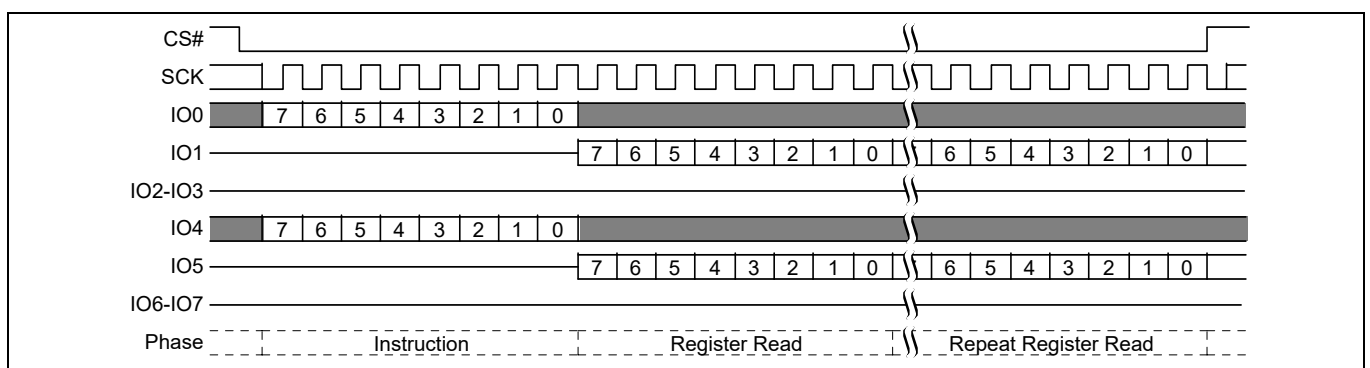 CS#
SCK
IO0 7 6 5 4 3 2 1 0
IO1 7 6 5 4 3 2 1 0 6 5 4 3 2 1 0
IO2-IO3
IO4 7 6 5 4 3 2 1 0
IO5 7 6 5 4 3 2 1 0 6 5 4 3 2 1 0
IO6-IO7
Phase Instruction Register Read Repeat Register Read